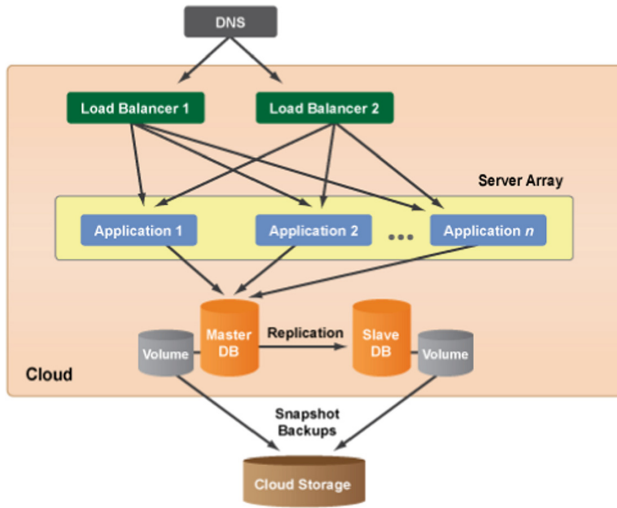 DNS
Load Balancer 1
Load Balancer 2
Server Array
Application 1
Application 2
...
Application n
Master
DB
Replication
Slave
DB
Volume
Volume
Cloud
Snapshot
Backups
Cloud Storage